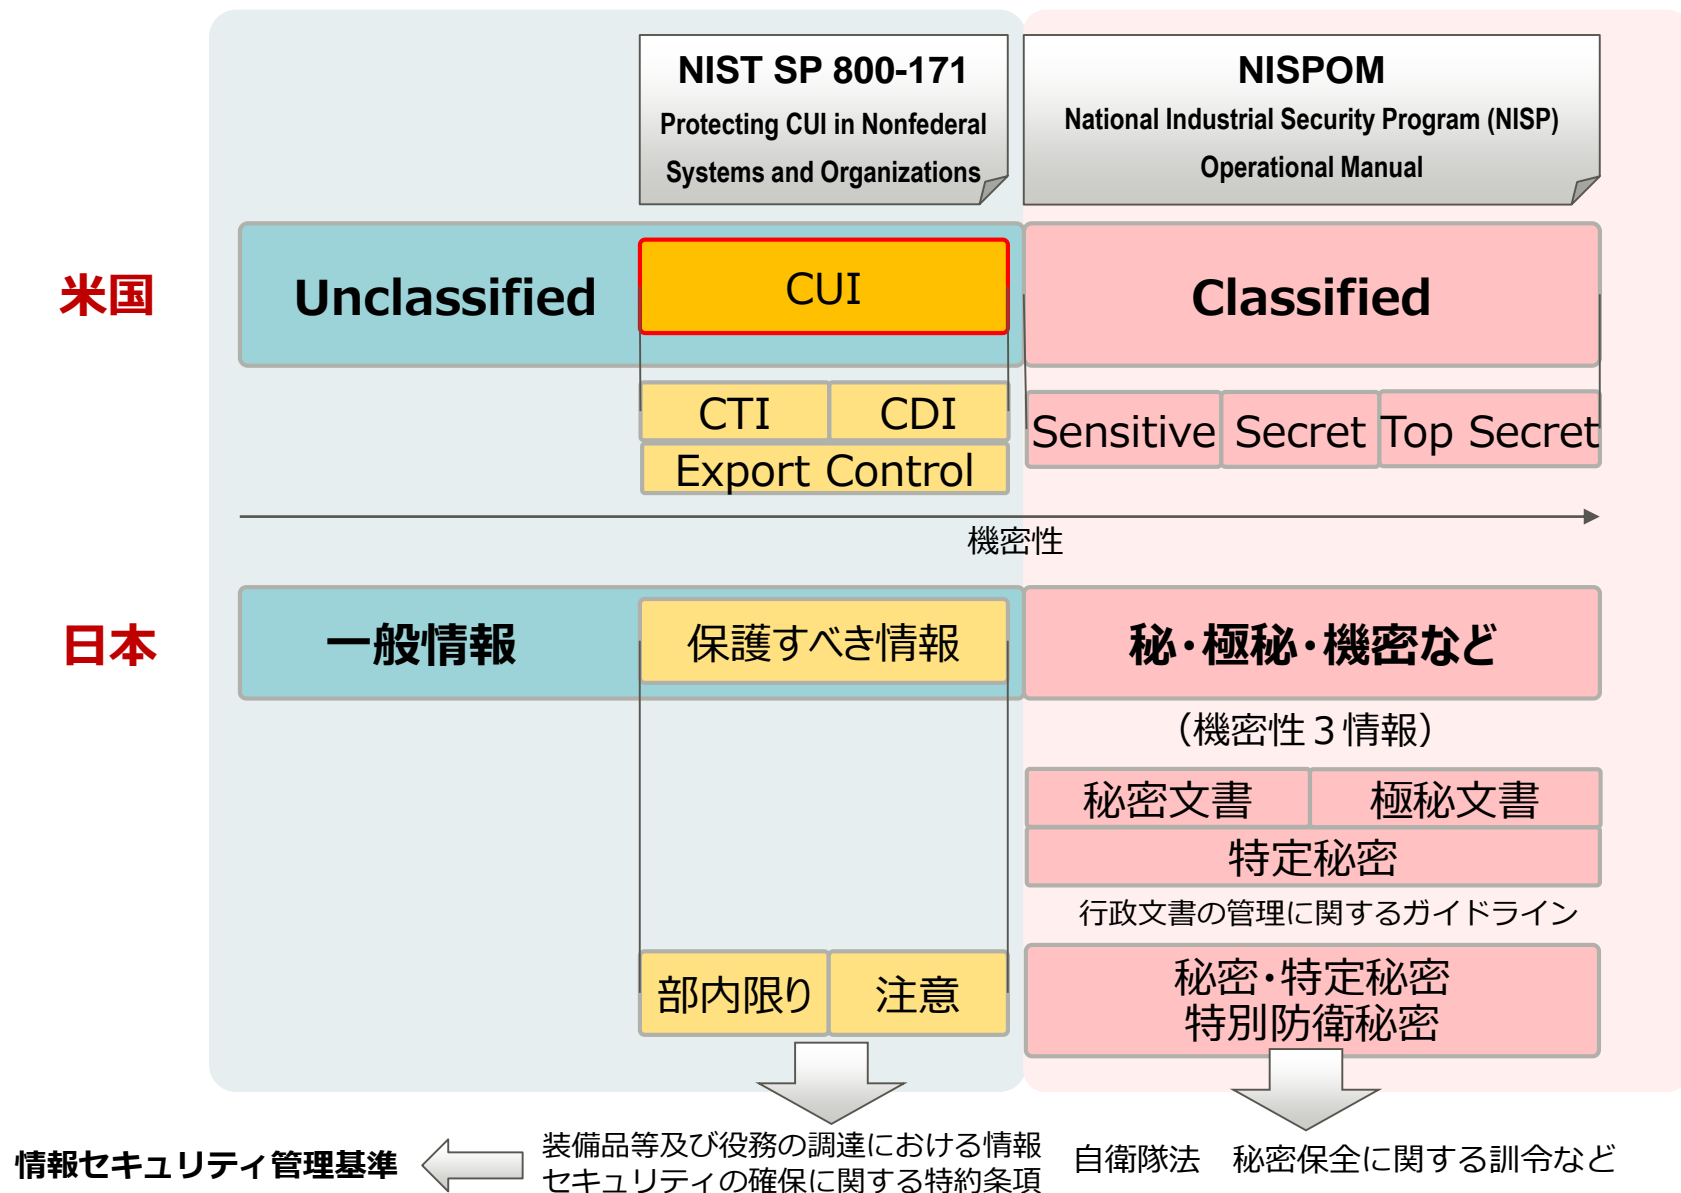 NIST SP 800-171
Protecting CUI in Nonfederal
Systems and Organizations
NISPOM
National Industrial Security Program (NISP)
Operational Manual
米国
Unclassified
CUI
Classified
CTI
CDI
Export Control
Sensitive
Secret
Top Secret
機密性
日本
一般情報
保護すべき情報
秘・極秘・機密など
（機密性３情報）
秘密文書
極秘文書
特定秘密
行政文書の管理に関するガイドライン
部内限り
注意
秘密・特定秘密
特別防衛秘密
情報セキュリティ管理基準
装備品等及び役務の調達における情報
セキュリティの確保に関する特約条項
自衛隊法　秘密保全に関する訓令など